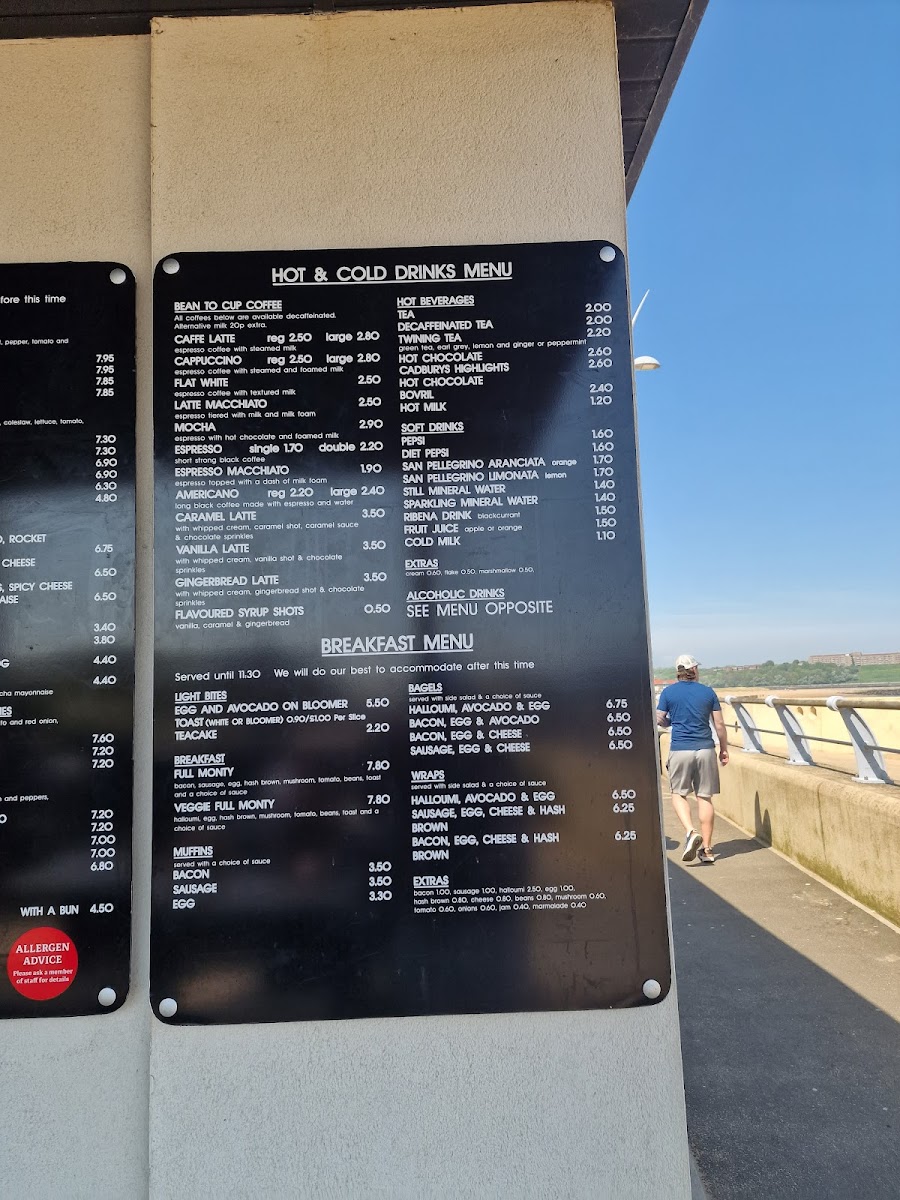 fore this time
l, pepper, tomato and
7.95
7.95
7.85
7.85
, coleslaw, lettuce, tomato,
7.30
7.30
6.90
6.90
6.30
4.80
, ROCKET
6.75
CHEESE
6.50
S, SPICY CHEESE
AISE 6.50
3.40
3.80
OG 4.40
4.40
cha mayonnaise
IES
to and red onion,
7.60
7.20
7.20
n and peppers,
7.20
7.20
7.00
7.00
6.80
WITH A BUN 4.50
ALLERGEN
ADVICE
Please ask a member
of staff for details
HOT & COLD DRINKS MENU
BEAN TO CUP COFFEE
All coffees below are available decaffeinated.
Alternative milk 20p extra.
CAFFE LATTE reg 2.50 large 2.80
espresso coffee with steamed milk
CAPPUCCINO reg 2.50 large 2.80
espresso coffee with steamed and foamed milk
FLAT WHITE 2.50
espresso coffee with textured milk
LATTE MACCHIATO 2.50
espresso tiered with milk and milk foam
MOCHA 2.90
espresso with hot chocolate and foamed milk
ESPRESSO single 1.70 double 2.20
short strong black coffee
ESPRESSO MACCHIATO 1.90
espresso topped with a dash of milk foam
AMERICANO reg 2.20 large 2.40
long black coffee made with espresso and water
CARAMEL LATTE 3.50
with whipped cream, caramel shot, caramel sauce
& chocolate sprinkles
VANILLA LATTE 3.50
with whipped cream, vanilla shot & chocolate
sprinkles
GINGERBREAD LATTE 3.50
with whipped cream, gingerbread shot & chocolate
sprinkles
FLAVOURED SYRUP SHOTS 0.50
vanilla, caramel & gingerbread
HOT BEVERAGES
TEA 2.00
DECAFFEINATED TEA 2.00
TWINING TEA 2.20
green tea, earl grey, lemon and ginger or peppermint
HOT CHOCOLATE 2.60
CADBURYS HIGHLIGHTS 2.60
HOT CHOCOLATE
BOVRIL 2.40
HOT MILK 1.20
SOFT DRINKS
PEPSI 1.60
DIET PEPSI 1.60
SAN PELLEGRINO ARANCIATA orange 1.70
SAN PELLEGRINO LIMONATA lemon 1.70
STILL MINERAL WATER 1.40
SPARKLING MINERAL WATER 1.40
RIBENA DRINK blackcurrant 1.50
FRUIT JUICE apple or orange 1.50
COLD MILK 1.10
EXTRAS
cream 0.60, flake 0.50, marshmallow 0.50,
ALCOHOLIC DRINKS
SEE MENU OPPOSITE
BREAKFAST MENU
Served until 11.30 We will do our best to accommodate after this time
LIGHT BITES
EGG AND AVOCADO ON BLOOMER 5.50
TOAST (WHITE OR BLOOMER) 0.90/$1.00 Per Slice
TEACAKE 2.20
BREAKFAST
FULL MONTY 7.80
bacon, sausage, egg, hash brown, mushroom, tomato, beans, toast
and a choice of sauce
VEGGIE FULL MONTY 7.80
halloumi, egg, hash brown, mushroom, tomato, beans, toast and a
choice of sauce
MUFFINS
served with a choice of sauce
BACON 3.50
SAUSAGE 3.50
EGG 3.30
BAGELS
served with side salad & a choice of sauce
HALLOUMI, AVOCADO & EGG 6.75
BACON, EGG & AVOCADO 6.50
BACON, EGG & CHEESE 6.50
SAUSAGE, EGG & CHEESE 6.50
WRAPS
served with side salad & a choice of sauce
HALLOUMI, AVOCADO & EGG 6.50
SAUSAGE, EGG, CHEESE & HASH 6.25
BROWN
BACON, EGG, CHEESE & HASH 6.25
BROWN
EXTRAS
bacon 1.00, sausage 1.00, halloumi 2.50, egg 1.00,
hash brown 0.80, cheese 0.80, beans 0.80, mushroom 0.60,
tomato 0.60, onions 0.60, jam 0.40, marmalade 0.40